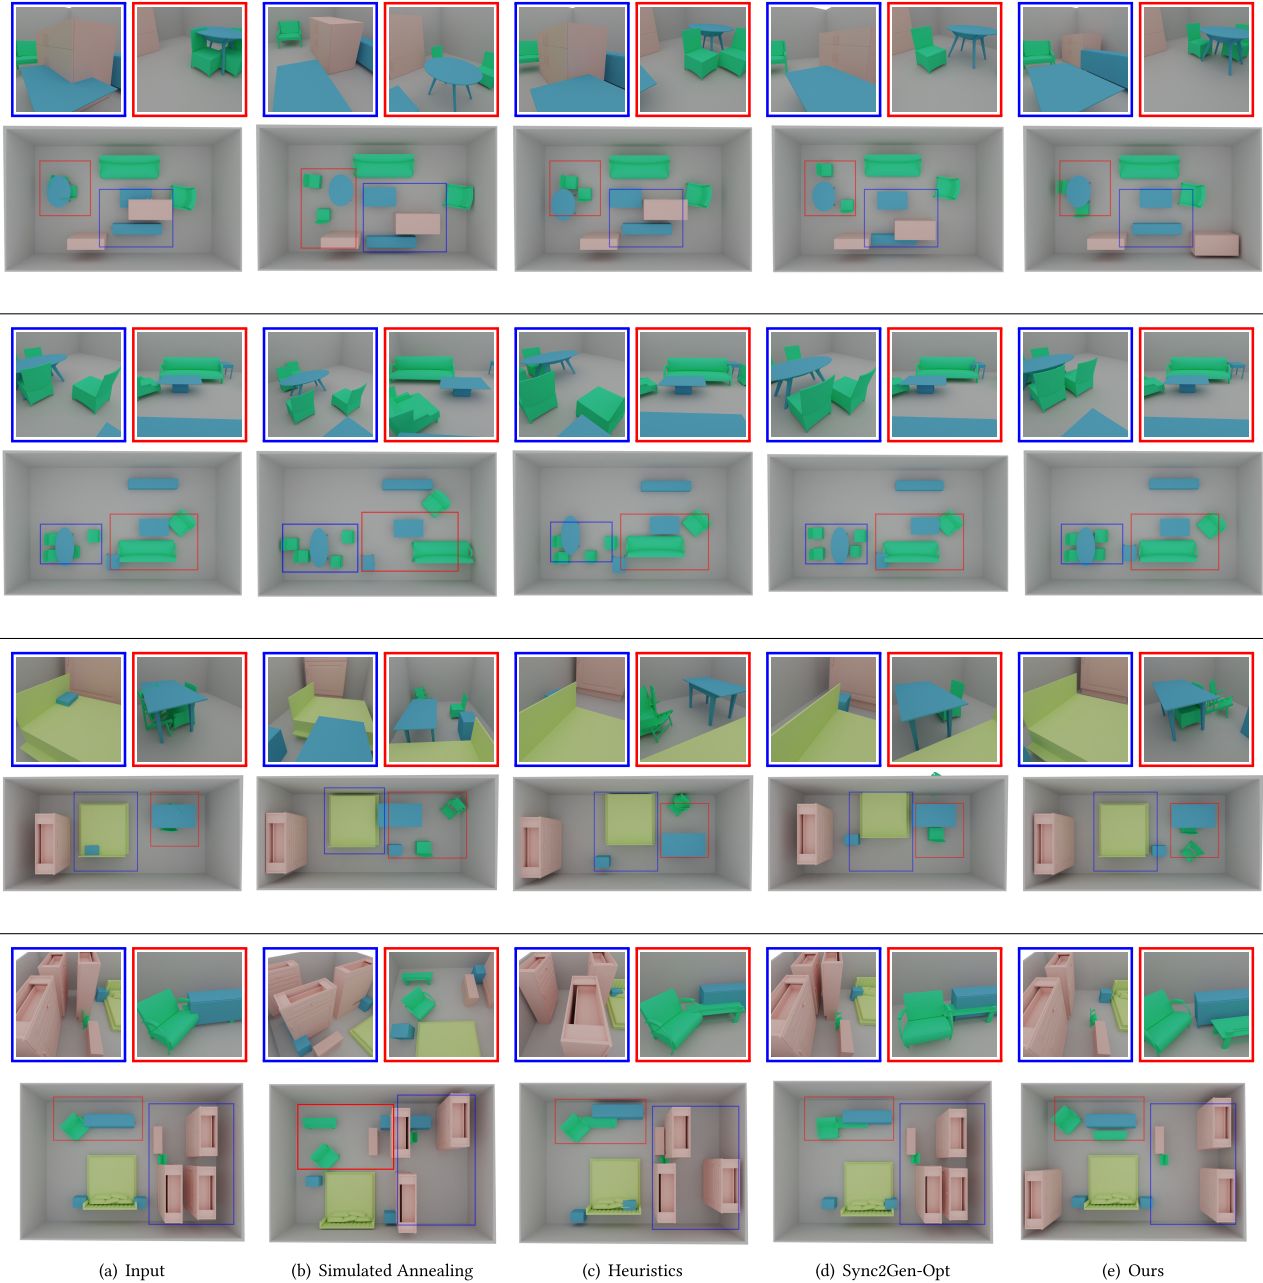 (a) Input
(b) Simulated Annealing
(c) Heuristics
(d) Sync2Gen-Opt
(e) Ours